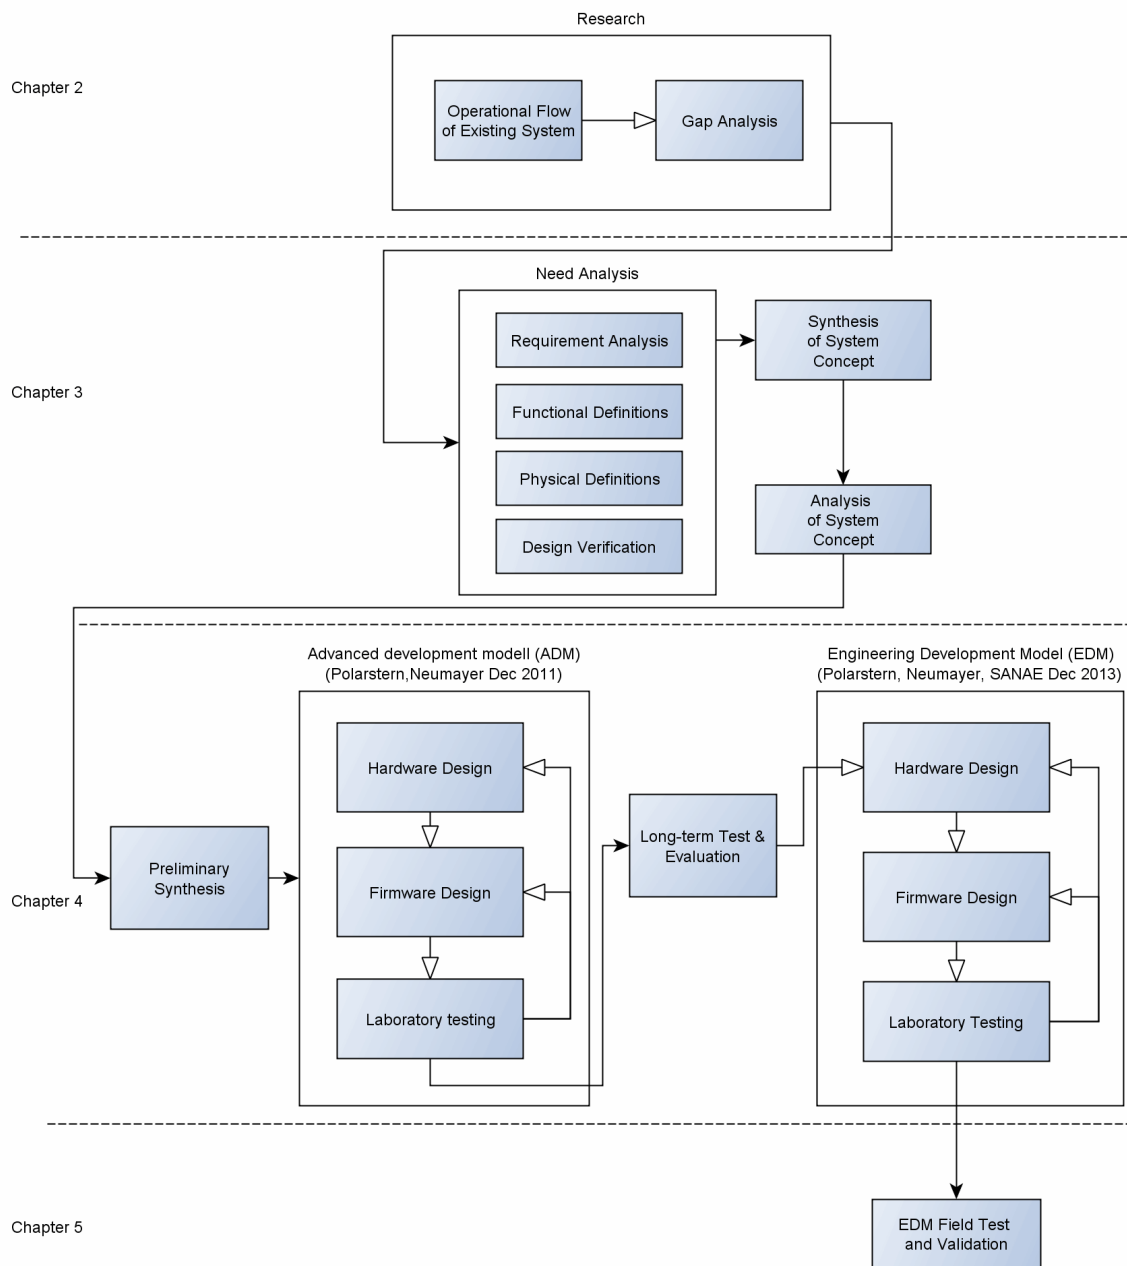 Research
Chapter 2
Operational Flow
of Existing System
Gap Analysis
Need Analysis
Chapter 3
Requirement Analysis
Functional Definitions
Physical Definitions
Design Verification
Synthesis
of System
Concept
Analysis
of System
Concept
Advanced development modell (ADM)
(Polarstern,Neumayer Dec 2011)
Engineering Development Model (EDM)
(Polarstern, Neumayer, SANAE Dec 2013)
Chapter 4
Preliminary
Synthesis
Hardware Design
Firmware Design
Laboratory testing
Long-term Test &
Evaluation
Hardware Design
Firmware Design
Laboratory Testing
Chapter 5
EDM Field Test
and Validation